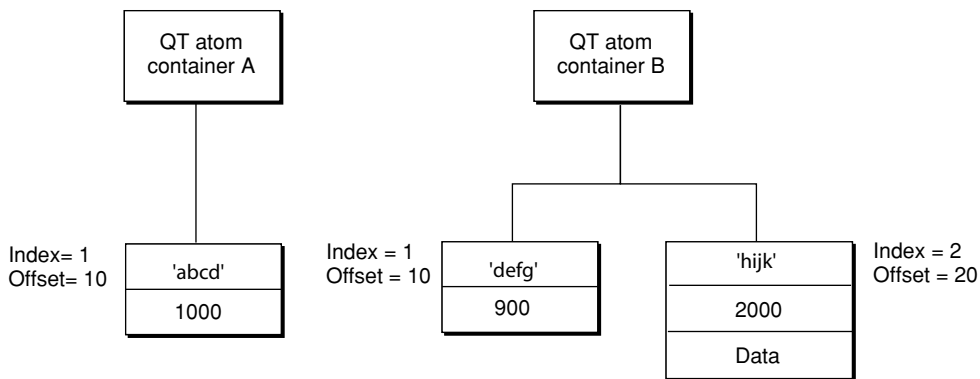 QT atom
container A
QT atom
container B
Index= 1
Offset= 10
'abcd'
1000
Index = 1
Offset = 10
'defg'
900
'hijk'
2000
Data
Index = 2
Offset = 20